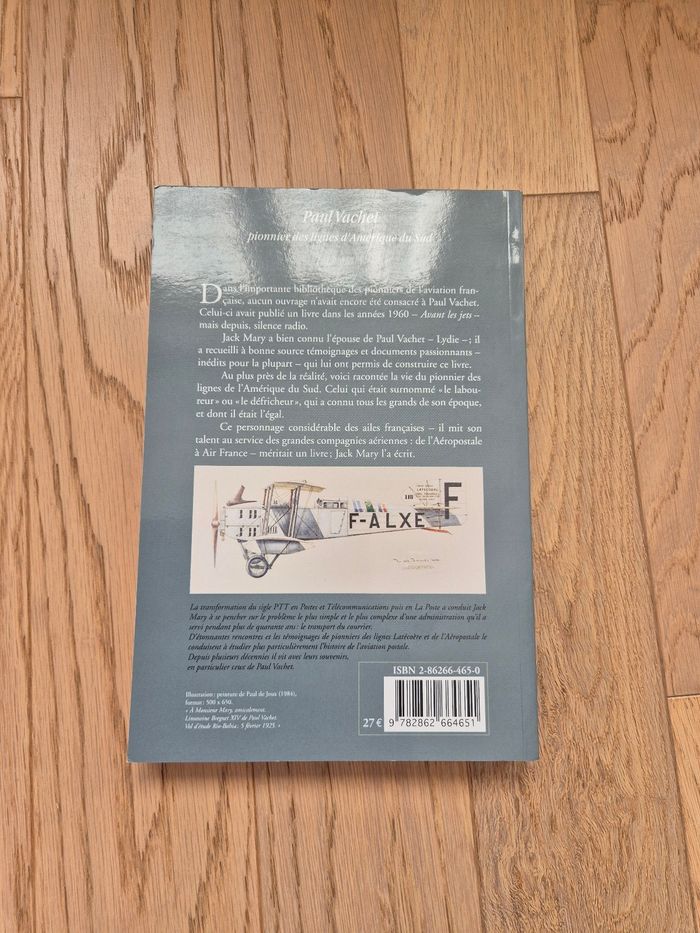 Paul Vachet
pionnier des lignes d'Amérique du Sud
Dans l'importante bibliothèque des pionniers de l'aviation fran-
çaise, aucun ouvrage n'avait encore été consacré à Paul Vachet.
Celui-ci avait publié un livre dans les années 1960 – Avant les jets –
mais depuis, silence radio.
Jack Mary a bien connu l'épouse de Paul Vachet – Lydie – ; il
a recueilli à bonne source témoignages et documents passionnants –
inédits pour la plupart – qui lui ont permis de construire ce livre.
Au plus près de la réalité, voici racontée la vie du pionnier des
lignes de l'Amérique du Sud. Celui qui était surnommé « le labou-
reur » ou « le défricheur », qui a connu tous les grands de son époque,
et dont il était l'égal.
Ce personnage considérable des ailes françaises – il mit son
talent au service des grandes compagnies aériennes : de l'Aéropostale
à Air France – méritait un livre ; Jack Mary l'a écrit.
F
F-ALXE
La transformation du sigle PTT en Postes et Télécommunications puis en La Poste a conduit Jack
Mary à se pencher sur le problème le plus simple et le plus complexe d'une administration qu'il a
servi pendant plus de quarante ans : le transport du courrier.
D'étonnantes rencontres et les témoignages de pionniers des lignes Latécoère et de l'Aéropostale le
conduisent à étudier plus particulièrement l'histoire de l'aviation postale.
Depuis plusieurs décennies il vit avec leurs souvenirs,
en particulier ceux de Paul Vachet.
Illustration : peinture de Paul de Joux (1984),
format : 500 x 650.
« À Monsieur Mary, amicalement.
Limousine Breguet XIV de Paul Vachet.
Vol d'étude Rio-Bahia : 5 février 1925. »
ISBN 2-86266-465-0
27 €
9 782862 664651